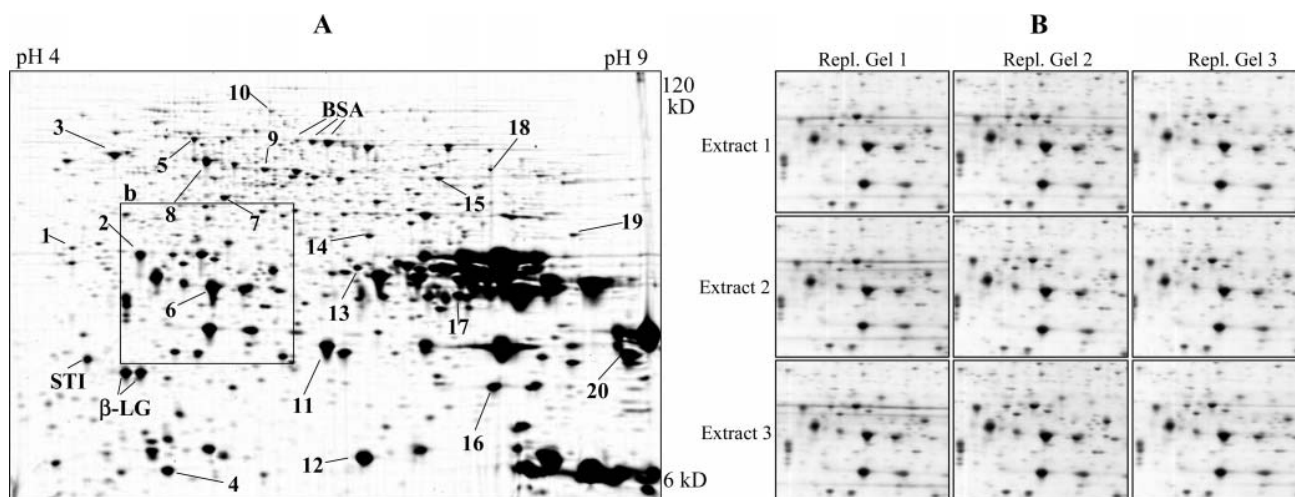 A
B
pH 4
pH 9
120
kD
Repl. Gel 1
Repl. Gel 2
Repl. Gel 3
10
BSA
3
5
9
18
Extract 1
b
8
7
15
1
2
14
19
6
13
17
Extract 2
STI
β-LG
11
16
20
Extract 3
4
12
6 kD